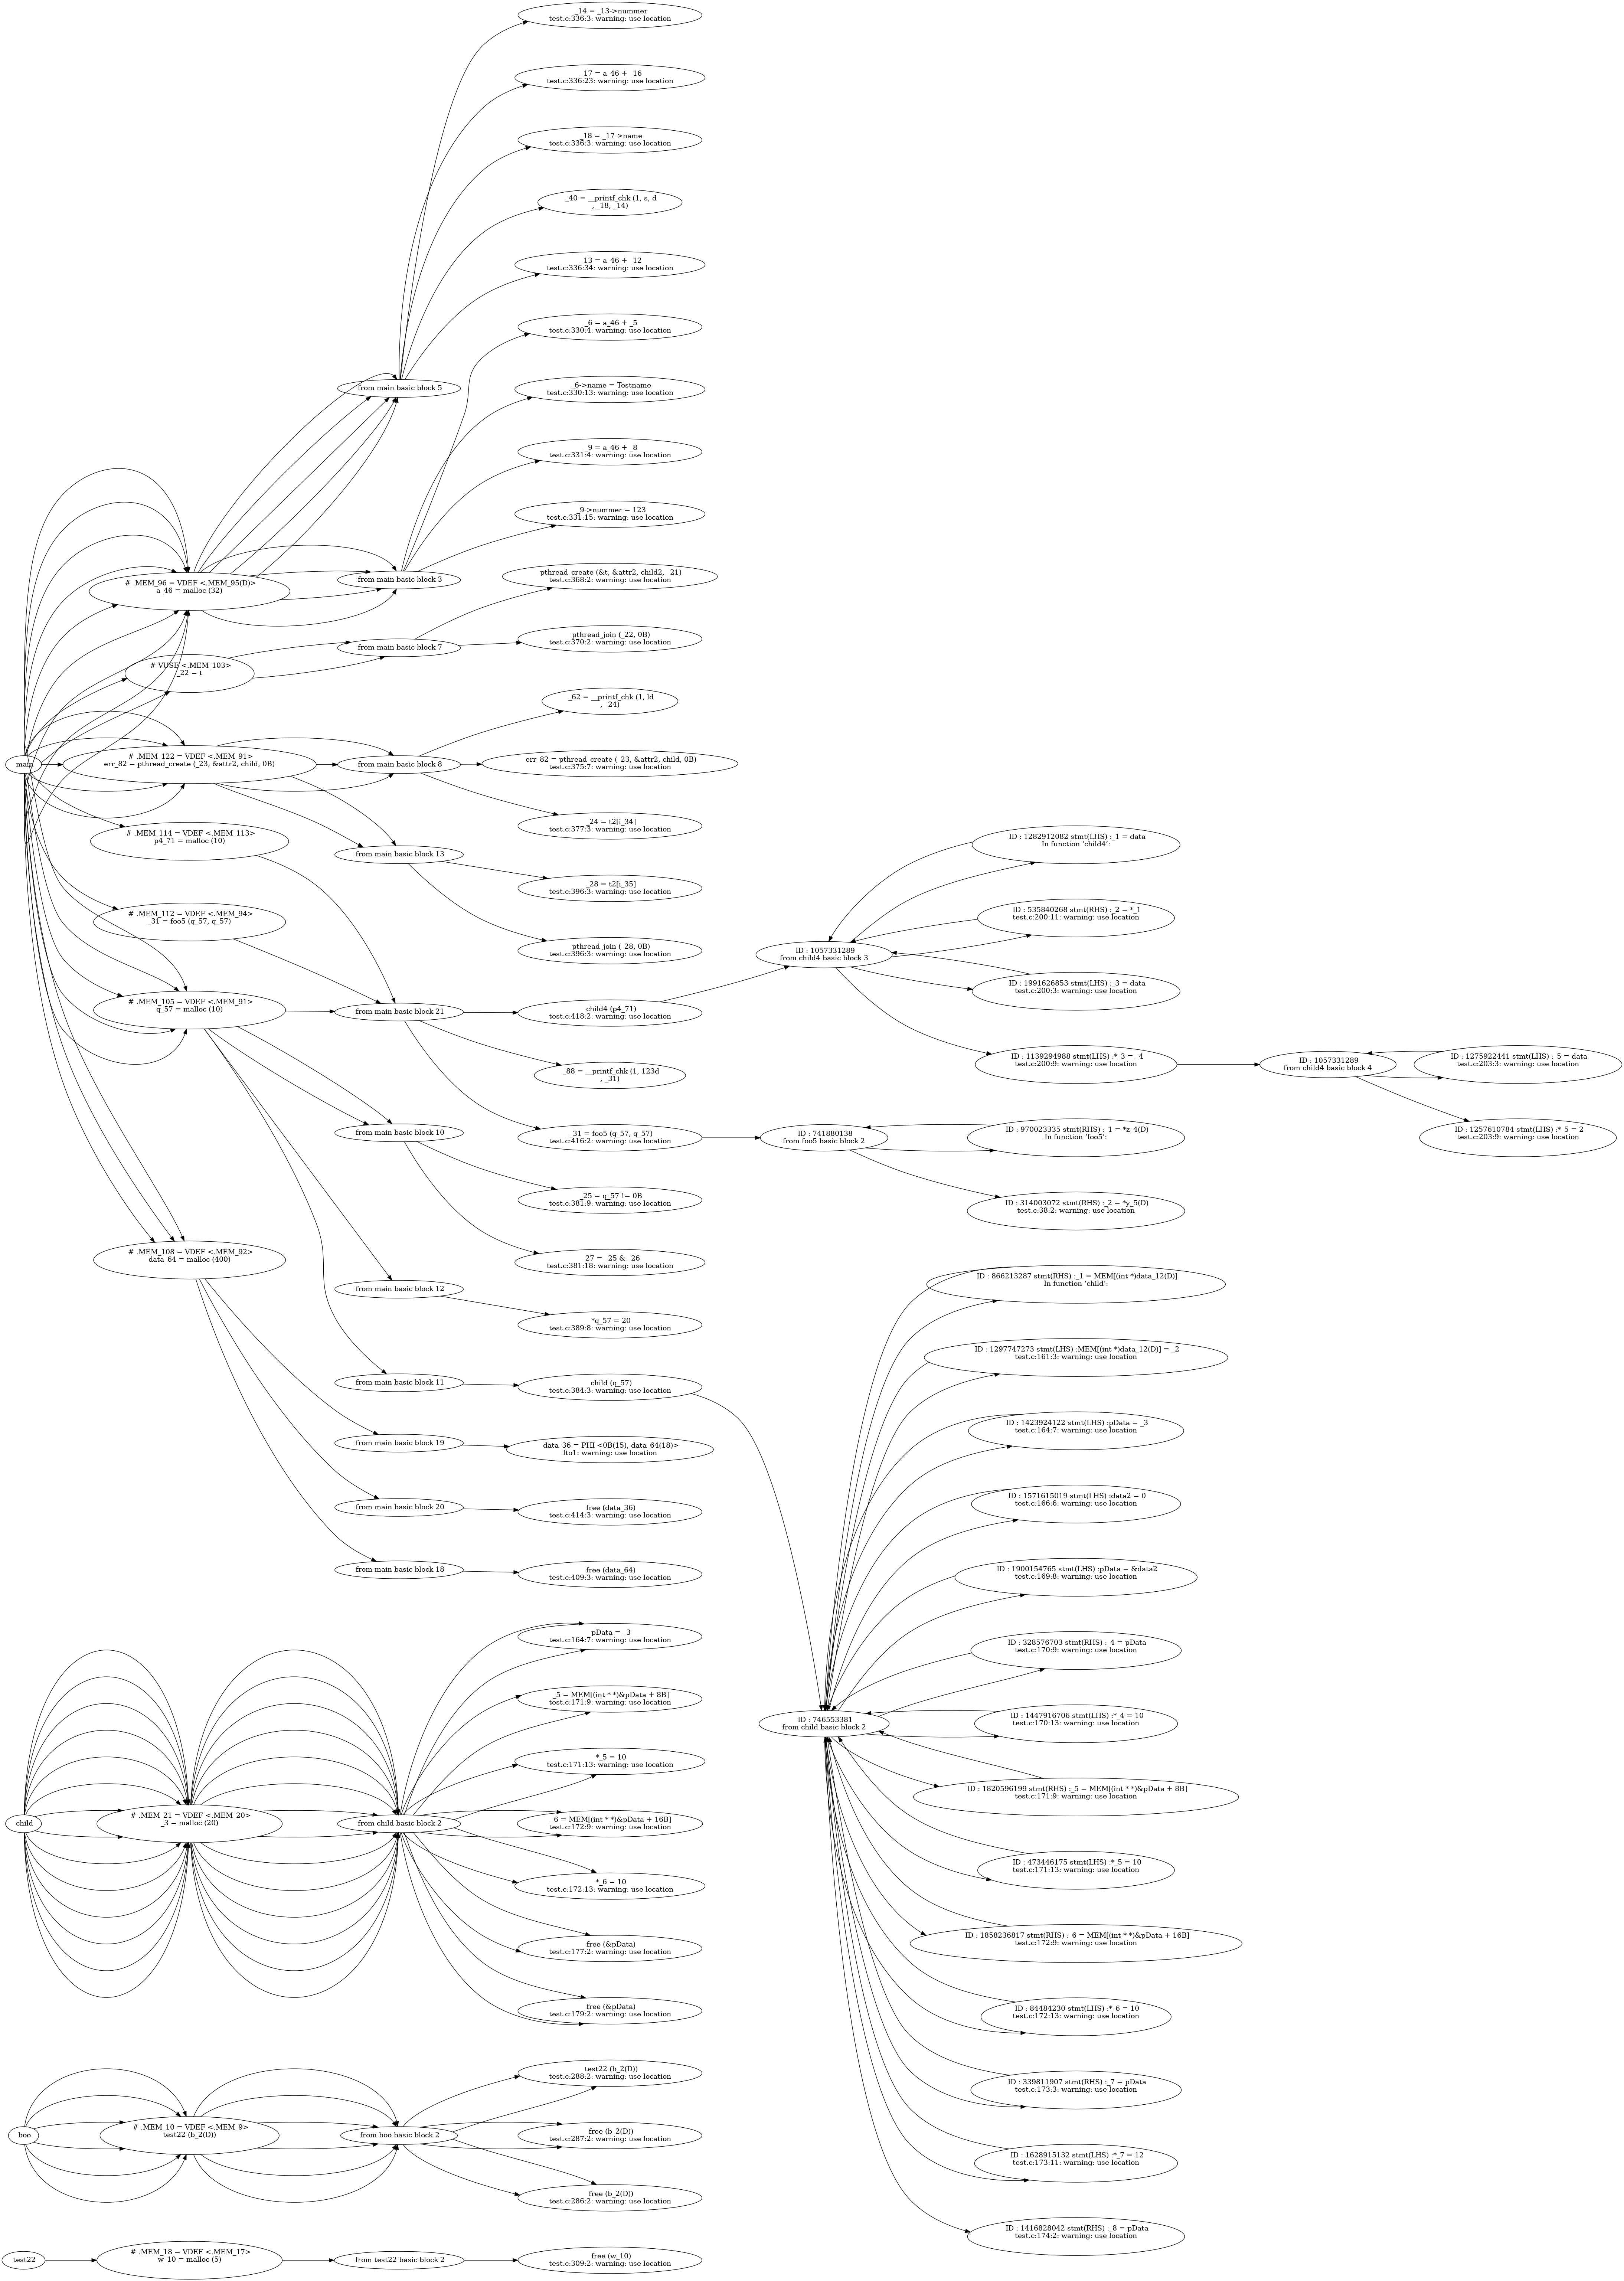 _14 = _13->nummer
test.c:336:3: warning: use location
_17 = a_46 + _16
test.c:336:23: warning: use location
_18 = _17->name
test.c:336:3: warning: use location
_40 = __printf_chk (1, s, d
, _18, _14)
_13 = a_46 + _12
test.c:336:34: warning: use location
_6 = a_46 + _5
test.c:330:4: warning: use location
_6->name = Testname
test.c:330:13: warning: use location
_9 = a_46 + _8
test.c:331:4: warning: use location
_9->nummer = 123
test.c:331:15: warning: use location
pthread_create (&t, &attr2, child2, _21)
test.c:368:2: warning: use location
pthread_join (_22, 0B)
test.c:370:2: warning: use location
_62 = __printf_chk (1, ld
, _24)
err_82 = pthread_create (_23, &attr2, child, 0B)
test.c:375:7: warning: use location
_24 = t2[i_34]
test.c:377:3: warning: use location
_28 = t2[i_35]
test.c:396:3: warning: use location
pthread_join (_28, 0B)
test.c:396:3: warning: use location
from main basic block 5
from main basic block 3
from main basic block 7
from main basic block 8
from main basic block 13
from main basic block 21
from main basic block 10
from main basic block 12
from main basic block 11
from main basic block 19
from main basic block 20
from main basic block 18
main
# .MEM_96 = VDEF <.MEM_95(D)>
a_46 = malloc (32)
# VUSE <.MEM_103>
_22 = t
# .MEM_122 = VDEF <.MEM_91>
err_82 = pthread_create (_23, &attr2, child, 0B)
# .MEM_114 = VDEF <.MEM_113>
p4_71 = malloc (10)
# .MEM_112 = VDEF <.MEM_94>
_31 = foo5 (q_57, q_57)
# .MEM_105 = VDEF <.MEM_91>
q_57 = malloc (10)
# .MEM_108 = VDEF <.MEM_92>
data_64 = malloc (400)
child4 (p4_71)
test.c:418:2: warning: use location
_88 = __printf_chk (1, 123d
, _31)
_31 = foo5 (q_57, q_57)
test.c:416:2: warning: use location
_25 = q_57 != 0B
test.c:381:9: warning: use location
_27 = _25 & _26
test.c:381:18: warning: use location
*q_57 = 20
test.c:389:8: warning: use location
child (q_57)
test.c:384:3: warning: use location
data_36 = PHI <0B(15), data_64(18)>
lto1: warning: use location
free (data_36)
test.c:414:3: warning: use location
free (data_64)
test.c:409:3: warning: use location
ID : 1057331289
from child4 basic block 3
ID : 1282912082 stmt(LHS) :_1 = data
In function ‘child4’:
ID : 535840268 stmt(RHS) :_2 = *_1
test.c:200:11: warning: use location
ID : 1991626853 stmt(LHS) :_3 = data
test.c:200:3: warning: use location
ID : 1139294988 stmt(LHS) :*_3 = _4
test.c:200:9: warning: use location
ID : 1057331289
from child4 basic block 4
ID : 1275922441 stmt(LHS) :_5 = data
test.c:203:3: warning: use location
ID : 1257610784 stmt(LHS) :*_5 = 2
test.c:203:9: warning: use location
ID : 741880138
from foo5 basic block 2
ID : 970023335 stmt(RHS) :_1 = *z_4(D)
In function ‘foo5’:
ID : 314003072 stmt(RHS) :_2 = *y_5(D)
test.c:38:2: warning: use location
ID : 866213287 stmt(RHS) :_1 = MEM[(int *)data_12(D)]
In function ‘child’:
ID : 1297747273 stmt(LHS) :MEM[(int *)data_12(D)] = _2
test.c:161:3: warning: use location
ID : 1423924122 stmt(LHS) :pData = _3
test.c:164:7: warning: use location
ID : 1571615019 stmt(LHS) :data2 = 0
test.c:166:6: warning: use location
ID : 1900154765 stmt(LHS) :pData = &data2
test.c:169:8: warning: use location
ID : 328576703 stmt(RHS) :_4 = pData
test.c:170:9: warning: use location
ID : 746553381
from child basic block 2
ID : 1447916706 stmt(LHS) :*_4 = 10
test.c:170:13: warning: use location
ID : 1820596199 stmt(RHS) :_5 = MEM[(int * *)&pData + 8B]
test.c:171:9: warning: use location
ID : 473446175 stmt(LHS) :*_5 = 10
test.c:171:13: warning: use location
ID : 1858236817 stmt(RHS) :_6 = MEM[(int * *)&pData + 16B]
test.c:172:9: warning: use location
ID : 84484230 stmt(LHS) :*_6 = 10
test.c:172:13: warning: use location
ID : 339811907 stmt(RHS) :_7 = pData
test.c:173:3: warning: use location
ID : 1628915132 stmt(LHS) :*_7 = 12
test.c:173:11: warning: use location
ID : 1416828042 stmt(RHS) :_8 = pData
test.c:174:2: warning: use location
child
# .MEM_21 = VDEF <.MEM_20>
_3 = malloc (20)
from child basic block 2
pData = _3
test.c:164:7: warning: use location
_5 = MEM[(int * *)&pData + 8B]
test.c:171:9: warning: use location
*_5 = 10
test.c:171:13: warning: use location
_6 = MEM[(int * *)&pData + 16B]
test.c:172:9: warning: use location
*_6 = 10
test.c:172:13: warning: use location
free (&pData)
test.c:177:2: warning: use location
free (&pData)
test.c:179:2: warning: use location
boo
# .MEM_10 = VDEF <.MEM_9>
test22 (b_2(D))
from boo basic block 2
test22 (b_2(D))
test.c:288:2: warning: use location
free (b_2(D))
test.c:287:2: warning: use location
free (b_2(D))
test.c:286:2: warning: use location
test22
# .MEM_18 = VDEF <.MEM_17>
w_10 = malloc (5)
from test22 basic block 2
free (w_10)
test.c:309:2: warning: use location